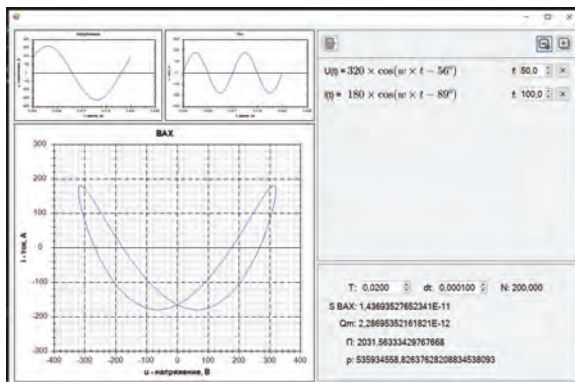 Напряжение
Ток
U(t) = 320 × cos(w × t − 56°)
f: 50,0
I(t) = 180 × cos(w × t − 89°)
f: 100,0
ВАХ
i - ток, А
300
200
100
0
-100
-200
-300
-400 -300 -200 -100 0 100 200 300 400
u - напряжение, В
T: 0,0200 dt: 0,000100 N: 200,000
S ВАХ: 1,43693527652341E-11
Qm: 2,28695352161821E-12
П: 2031,56333429767668
p: 535934558,82637628208834538093